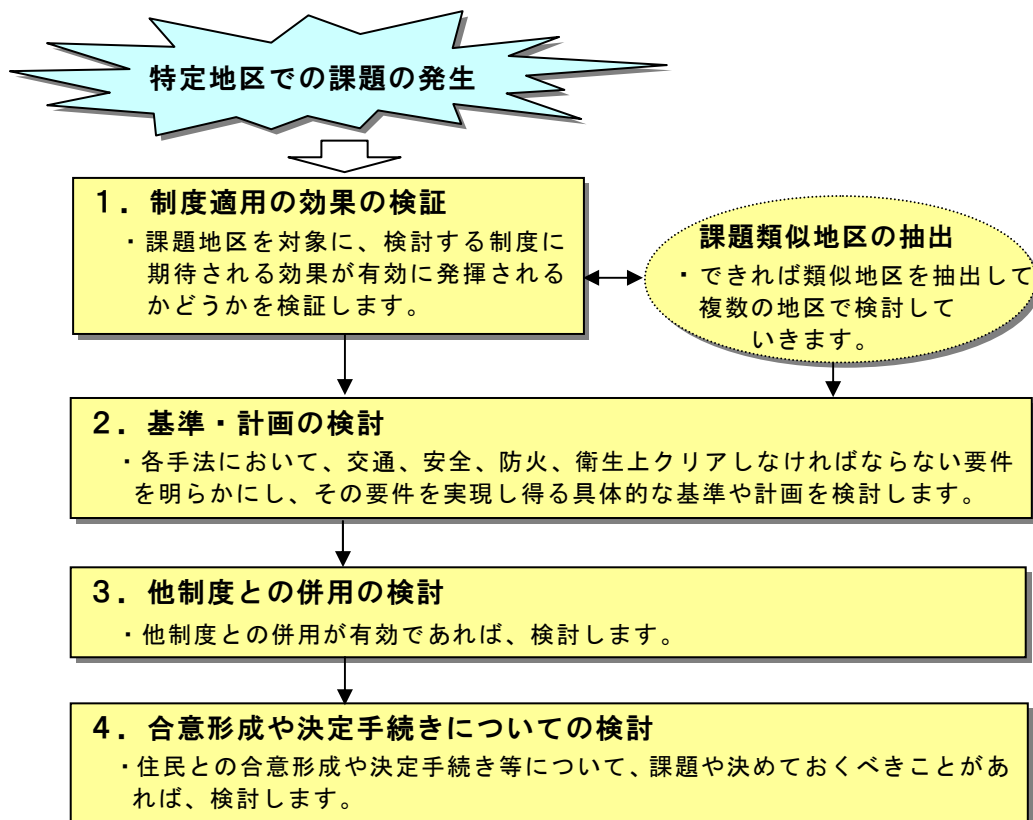 特定地区での課題の発生
１．制度適用の効果の検証
・課題地区を対象に、検討する制度に
期待される効果が有効に発揮される
かどうかを検証します。
課題類似地区の抽出
・できれば類似地区を抽出して
複数の地区で検討して
いきます。
２．基準・計画の検討
・各手法において、交通、安全、防火、衛生上クリアしなければならない要件
を明らかにし、その要件を実現し得る具体的な基準や計画を検討します。
３．他制度との併用の検討
・他制度との併用が有効であれば、検討します。
４．合意形成や決定手続きについての検討
・住民との合意形成や決定手続き等について、課題や決めておくべきことがあ
れば、検討します。